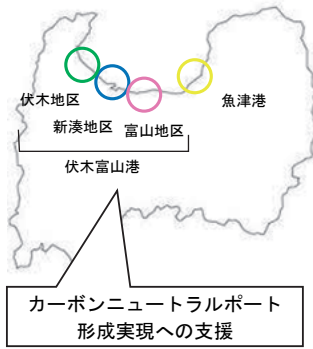 伏木地区
新湊地区
富山地区
魚津港
伏木富山港
カーボンニュートラルポート
形成実現への支援